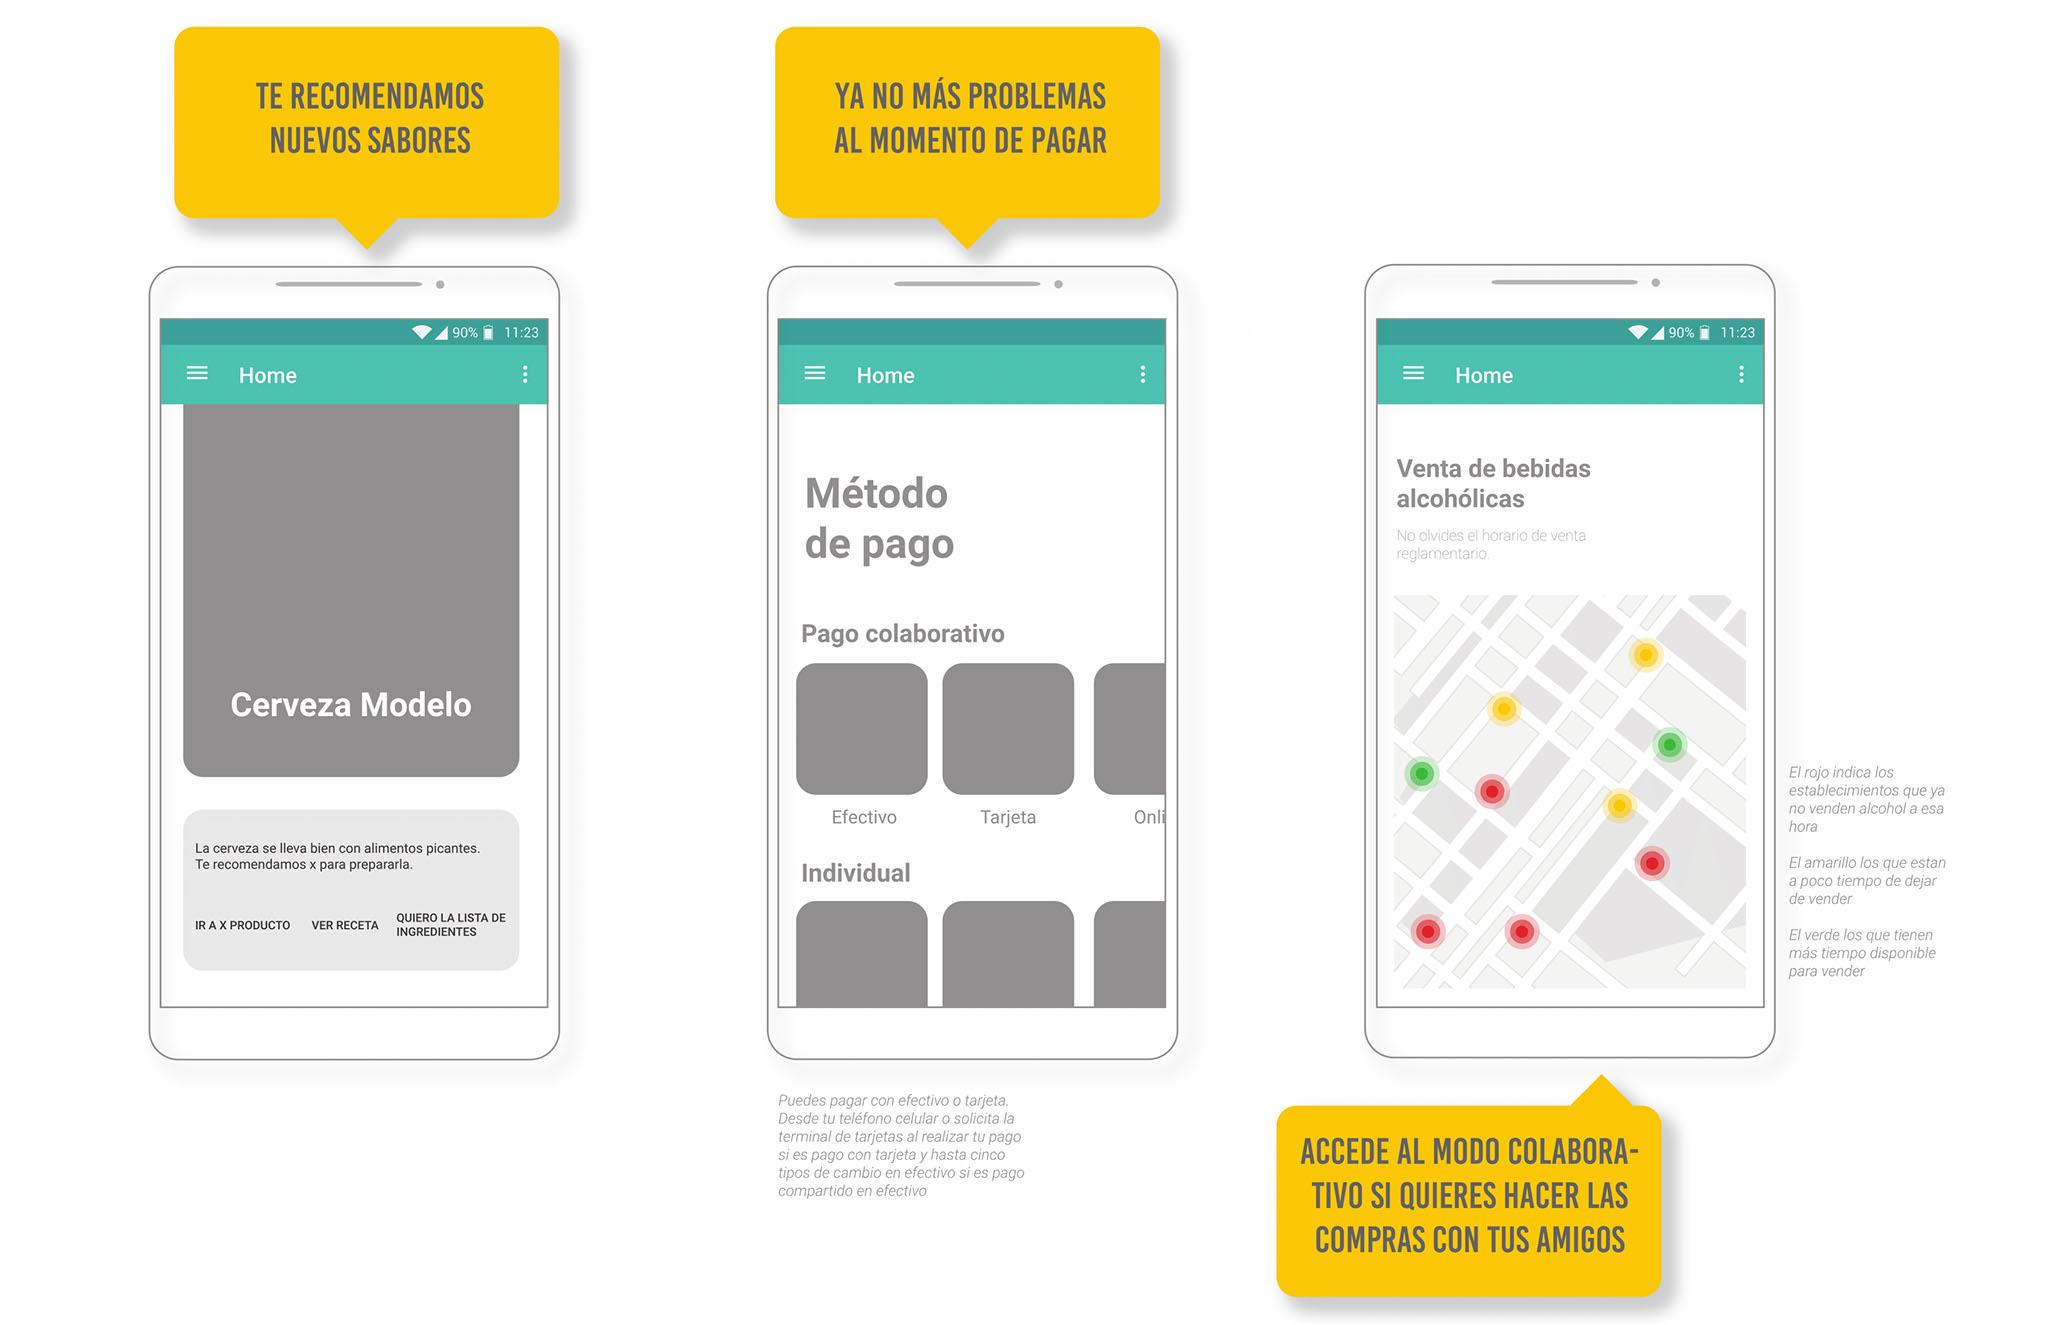 TE RECOMENDAMOS
NUEVOS SABORES
90% 11:23
Home
Cerveza Modelo
La cerveza se lleva bien con alimentos picantes.
Te recomendamos x para prepararla.
IR A X PRODUCTO
VER RECETA
QUIERO LA LISTA DE
INGREDIENTES
YA NO MÁS PROBLEMAS
AL MOMENTO DE PAGAR
Home
Método
de pago
Pago colaborativo
Efectivo
Tarjeta
Onli
Individual
Puedes pagar con efectivo o tarjeta.
Desde tu teléfono celular o solicita la
terminal de tarjetas al realizar tu pago
si es pago con tarjeta y hasta cinco
tipos de cambio en efectivo si es pago
compartido en efectivo
90% 11:23
Home
Venta de bebidas
alcohólicas
No olvides el horario de venta
reglamentario.
El rojo indica los
establecimientos que ya
no venden alcohol a esa
hora
El amarillo los que estan
a poco tiempo de dejar
de vender
El verde los que tienen
más tiempo disponible
para vender
ACCEDE AL MODO COLABORA-
TIVO SI QUIERES HACER LAS
COMPRAS CON TUS AMIGOS